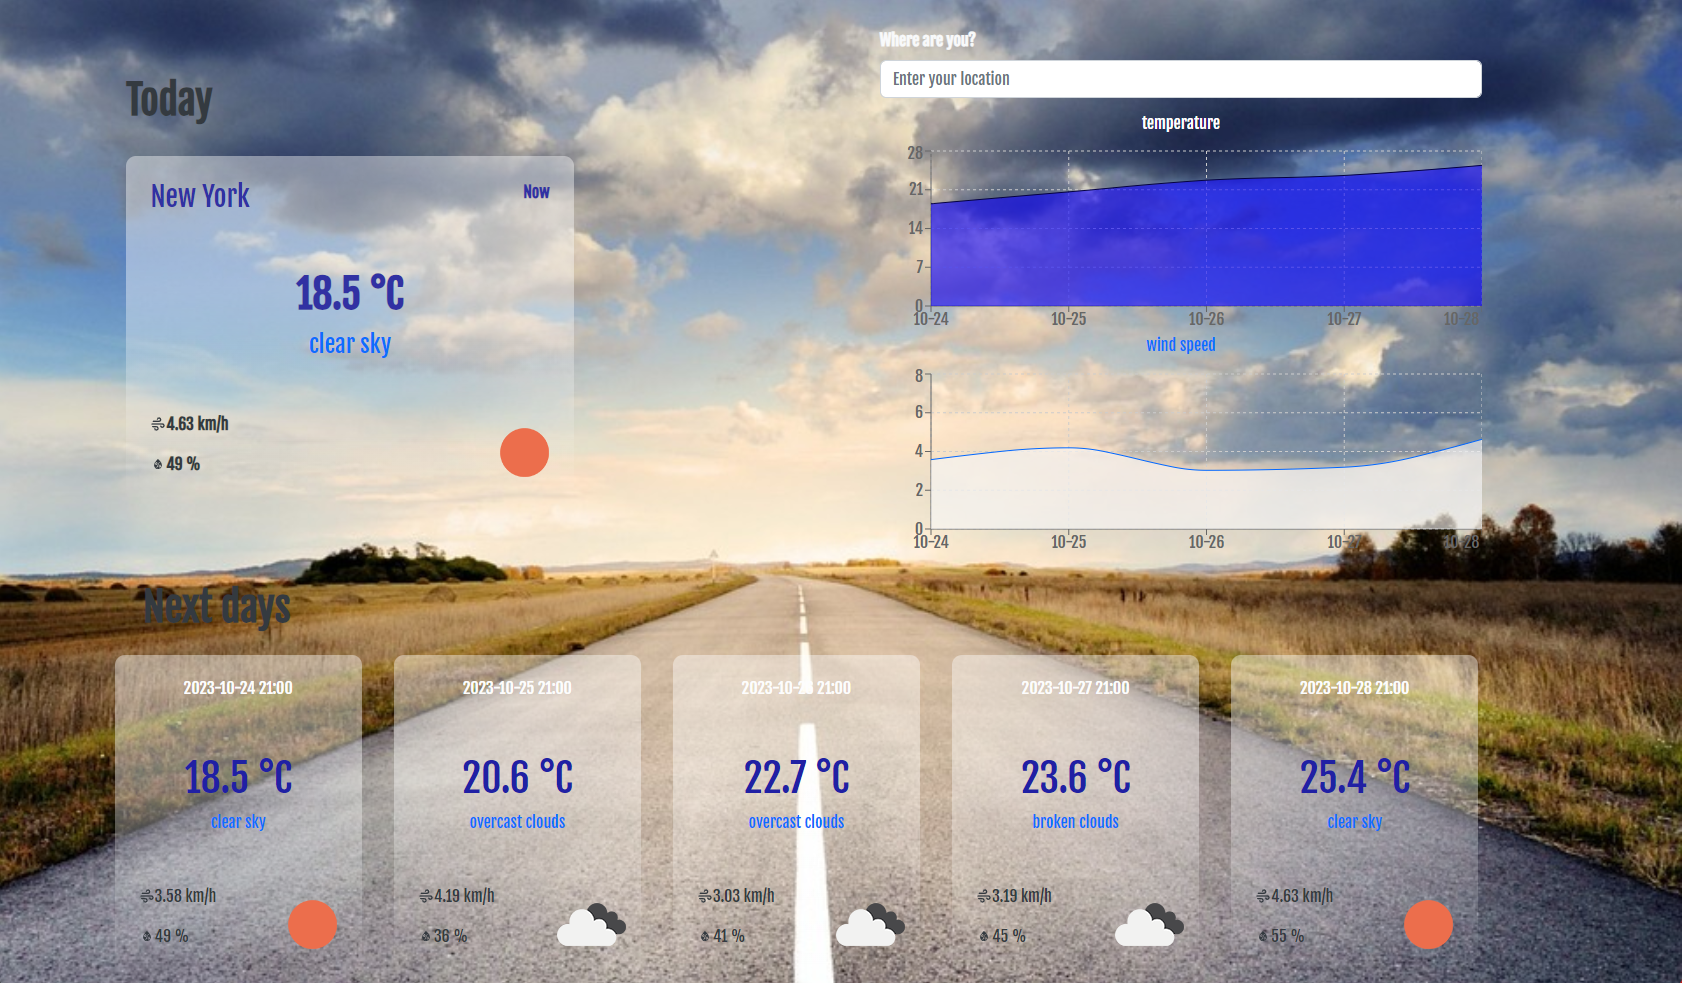 Where are you?
Enter your location
Today
New York
Now
18.5 °C
clear sky
4.63 km/h
49 %
temperature
28
21
14
7
0
10-24
10-25
10-26
10-27
10-28
wind speed
8
6
4
2
0
10-24
10-25
10-26
10-27
10-28
Next days
2023-10-24 21:00
18.5 °C
clear sky
3.58 km/h
49 %
2023-10-25 21:00
20.6 °C
overcast clouds
4.19 km/h
38 %
2023-10-26 21:00
22.7 °C
overcast clouds
3.03 km/h
41 %
2023-10-27 21:00
23.6 °C
broken clouds
3.19 km/h
45 %
2023-10-28 21:00
25.4 °C
clear sky
4.63 km/h
55 %